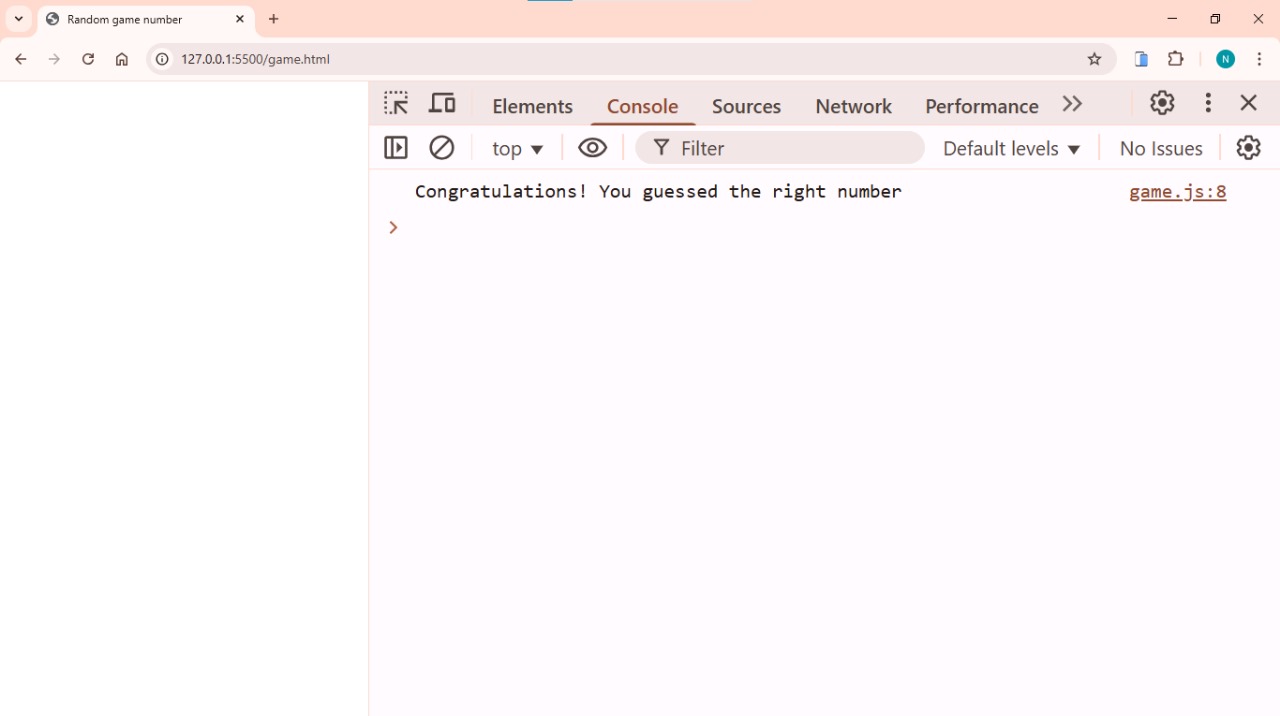 Random game number
127.0.0.1:5500/game.html
N
Elements Console Sources Network Performance
top Filter Default levels No Issues
Congratulations! You guessed the right number game.js:8